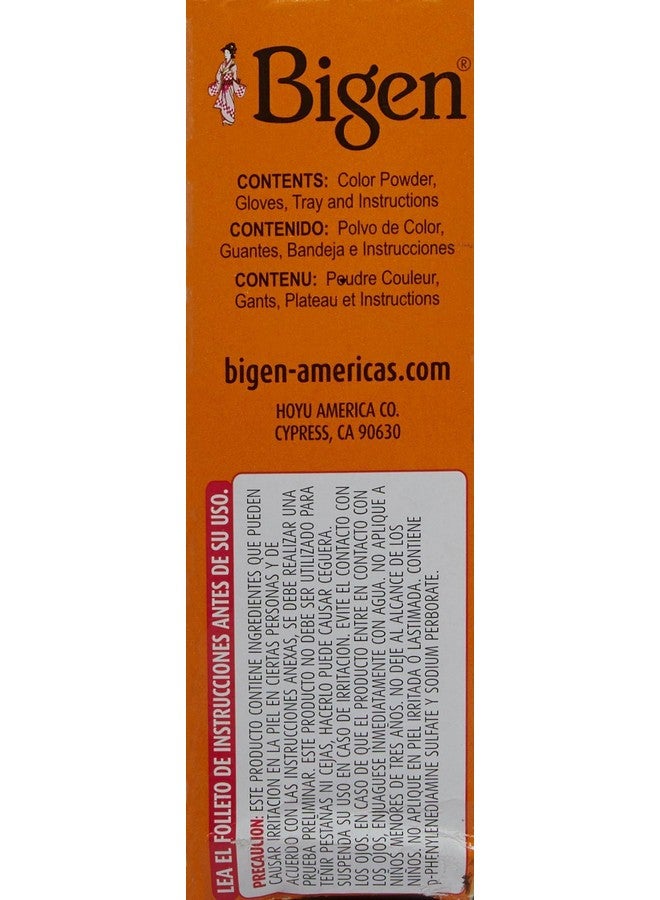 Bigen®
CONTENTS: Color Powder,
Gloves, Tray and Instructions
CONTENIDO: Polvo de Color,
Guantes, Bandeja e Instrucciones
CONTENU: Poudre Couleur,
Gants, Plateau et Instructions
bigen-americas.com
HOYU AMERICA CO.
CYPRESS, CA 90630
LEA EL FOLLETO DE INSTRUCCIONES ANTES DE SU USO.
PRECAUCION: ESTE PRODUCTO CONTIENE INGREDIENTES QUE PUEDEN
CAUSAR IRRITACION EN LA PIEL EN CIERTAS PERSONAS Y DE
ACUERDO CON LAS INSTRUCCIONES ANEXAS, SE DEBE REALIZAR UNA
PRUEBA PRELIMINAR. ESTE PRODUCTO NO DEBE SER UTILIZADO PARA
TENIR PESTAÑAS NI CEJAS, HACERLO PUEDE CAUSAR CEGUERA.
SUSPENDA SU USO EN CASO DE IRRITACION. EVITE EL CONTACTO CON
LOS OJOS. EN CASO DE QUE EL PRODUCTO ENTRE EN CONTACTO CON
LOS OJOS, ENJUAGUESE INMEDIATAMENTE CON AGUA. NO APLIQUE A
NIÑOS MENORES DE TRES AÑOS. NO DEJE AL ALCANCE DE LOS
NIÑOS. NO APLIQUE EN PIEL IRRITADA O LASTIMADA. CONTIENE
p-PHENYLENEDIAMINE SULFATE Y SODIUM PERBORATE.